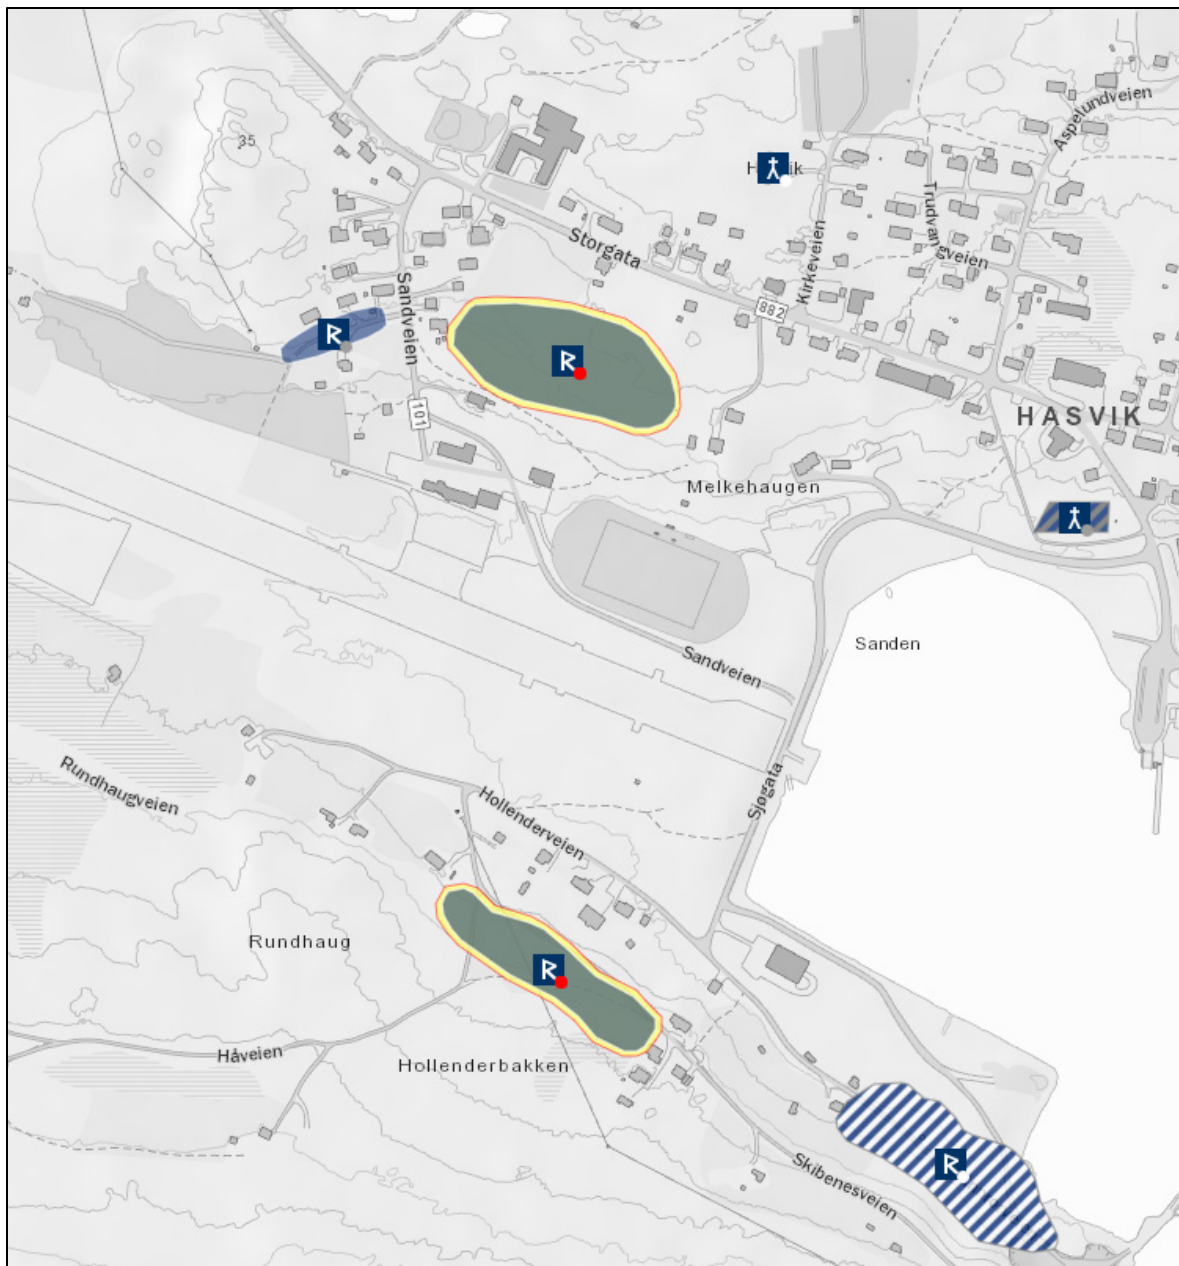 35
Aspelundveien
Storgata
Kirkeveien
Trudvangveien
Sandveien
882
101
HASVIK
Melkehaugen
Sanden
Sandveien
Sjøgata
Rundhaugveien
Hollenderveien
Rundhaug
Håveien
Hollenderbakken
Skibenesveien